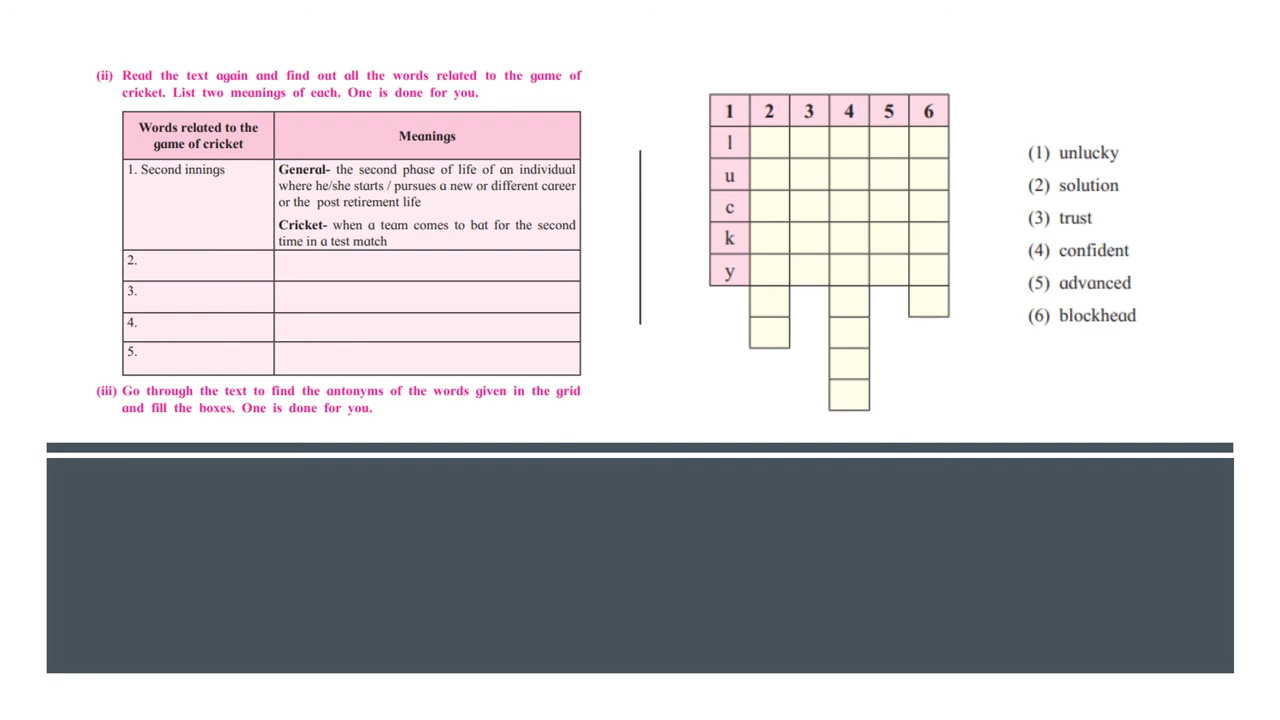 (ii) Read the text again and find out all the words related to the game of
cricket. List two meanings of each. One is done for you.
Words related to the
game of cricket
Meanings
1. Second innings
General- the second phase of life of an individual
where he/she starts / pursues a new or different career
or the post retirement life
Cricket- when a team comes to bat for the second
time in a test match
2.
3.
4.
5.
(iii) Go through the text to find the antonyms of the words given in the grid
and fill the boxes. One is done for you.
1 2 3 4 5 6
l
u
c
k
y
(1) unlucky
(2) solution
(3) trust
(4) confident
(5) advanced
(6) blockhead